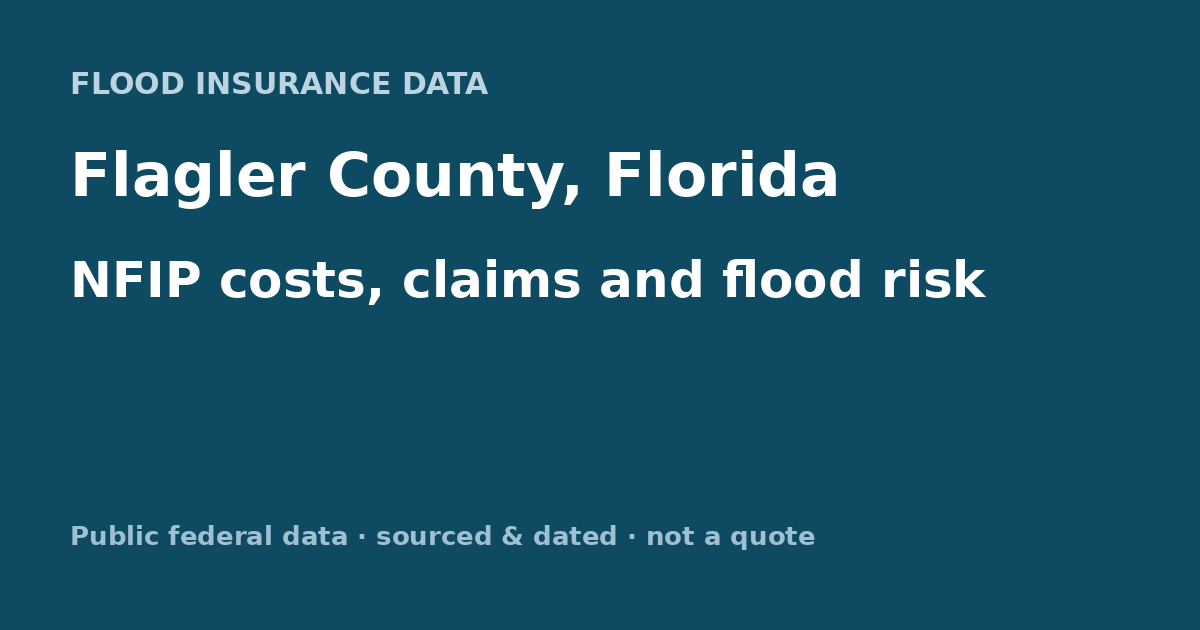 FLOOD INSURANCE DATA
Flagler County, Florida
NFIP costs, claims and flood risk
Public federal data · sourced & dated · not a quote